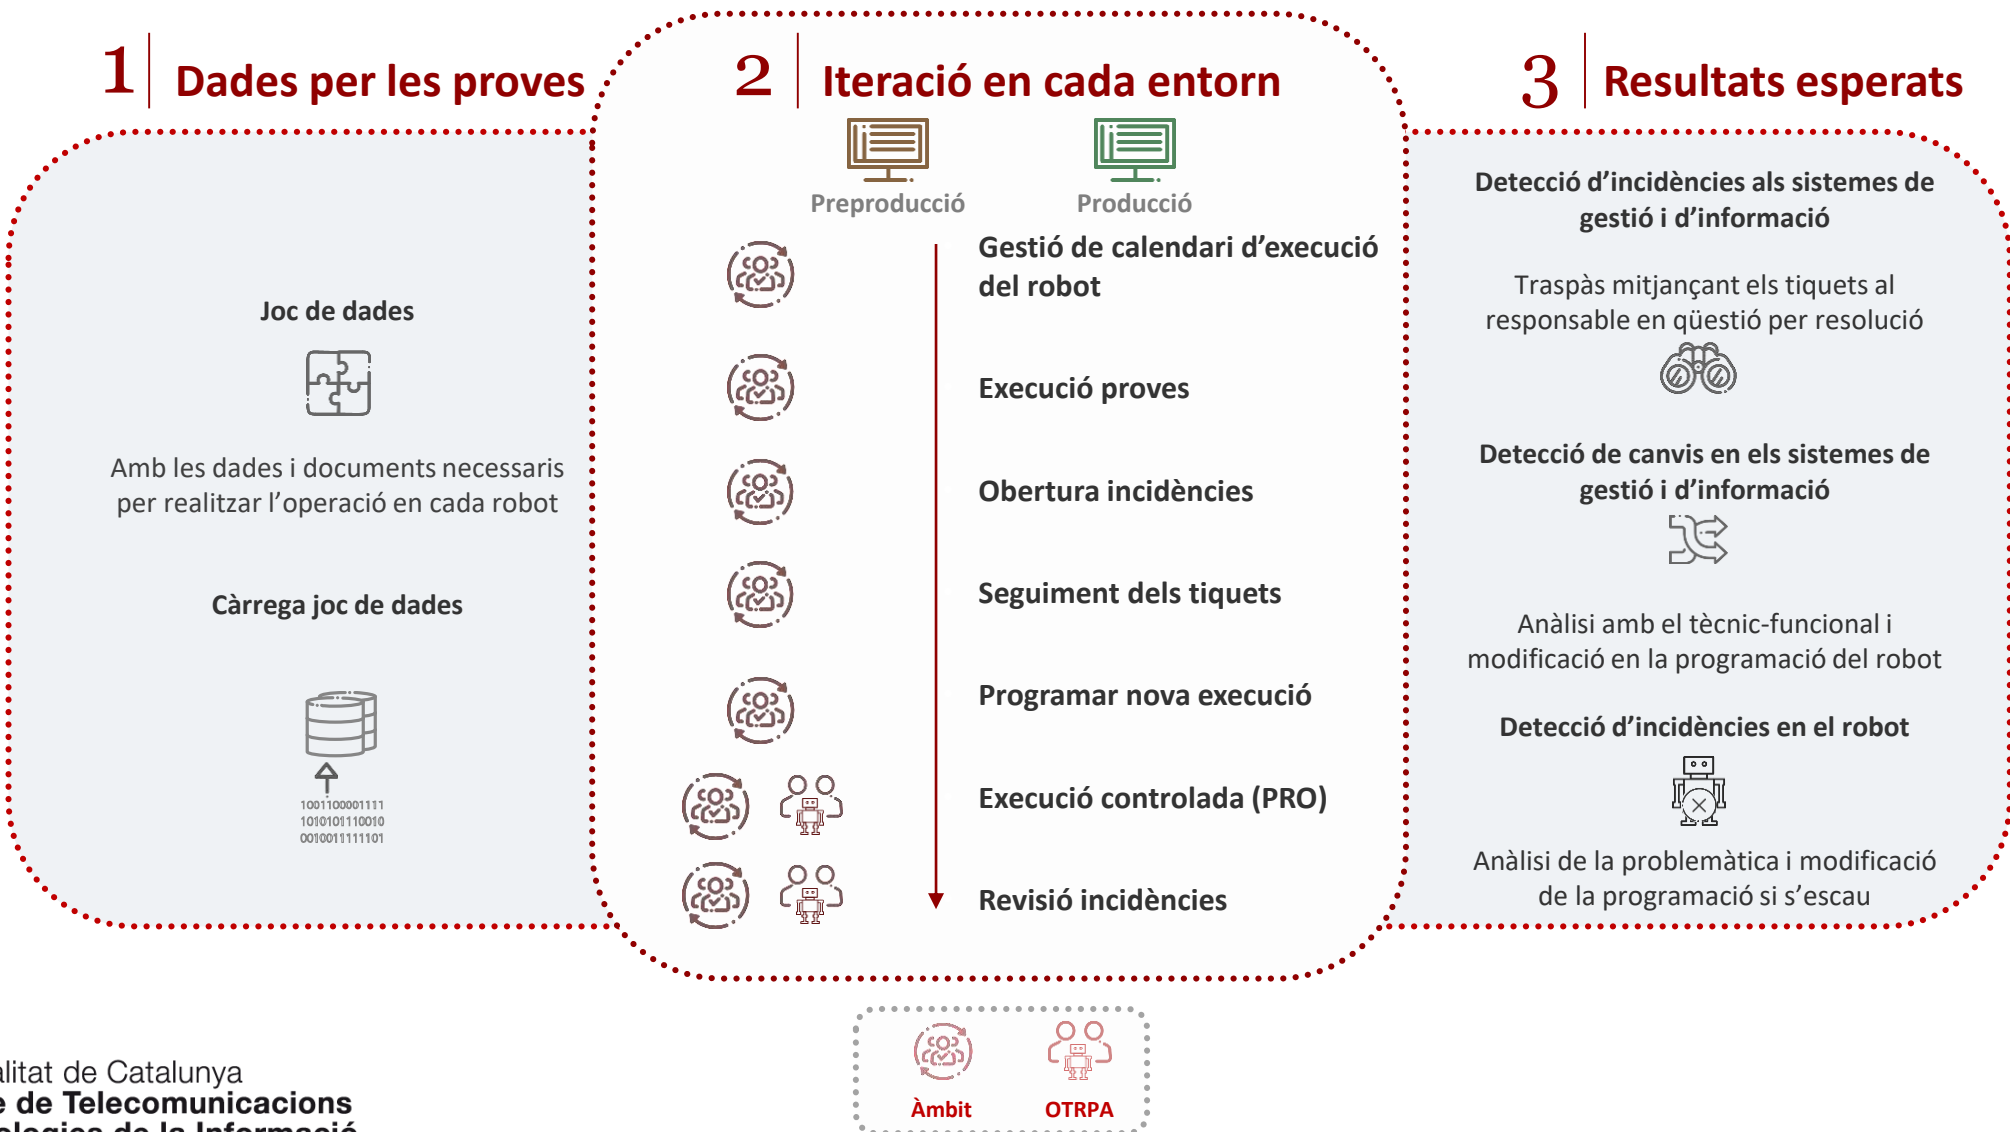 1 Dades per les proves
Joc de dades
Amb les dades i documents necessaris
per realitzar l’operació en cada robot
Càrrega joc de dades
1001100001111
1010101110010
0010011111101
2 Iteració en cada entorn
Preproducció
Producció
Gestió de calendari d’execució
del robot
Execució proves
Obertura incidències
Seguiment dels tiquets
Programar nova execució
Execució controlada (PRO)
Revisió incidències
3 Resultats esperats
Detecció d’incidències als sistemes de
gestió i d’informació
Traspàs mitjançant els tiquets al
responsable en qüestió per resolució
Detecció de canvis en els sistemes de
gestió i d’informació
Anàlisi amb el tècnic-funcional i
modificació en la programació del robot
Detecció d’incidències en el robot
Anàlisi de la problemàtica i modificació
de la programació si s’escau
Àmbit
OTRPA
alitat de Catalunya
e de Telecomunicacions
ologies de la Informació